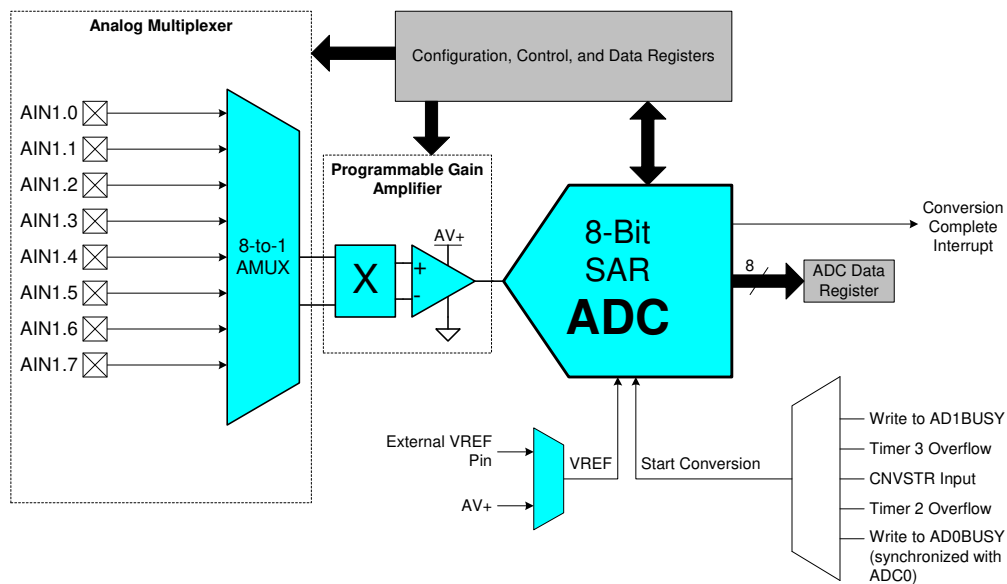 Analog Multiplexer
Configuration, Control, and Data Registers
AIN1.0
AIN1.1
AIN1.2
AIN1.3
AIN1.4
AIN1.5
AIN1.6
AIN1.7
8-to-1
AMUX
Programmable Gain
Amplifier
X
+
-
AV+
8-Bit
SAR
ADC
Conversion
Complete
Interrupt
8
ADC Data
Register
External VREF
Pin
AV+
VREF
Start Conversion
Write to AD1BUSY
Timer 3 Overflow
CNVSTR Input
Timer 2 Overflow
Write to AD0BUSY
(synchronized with
ADC0)